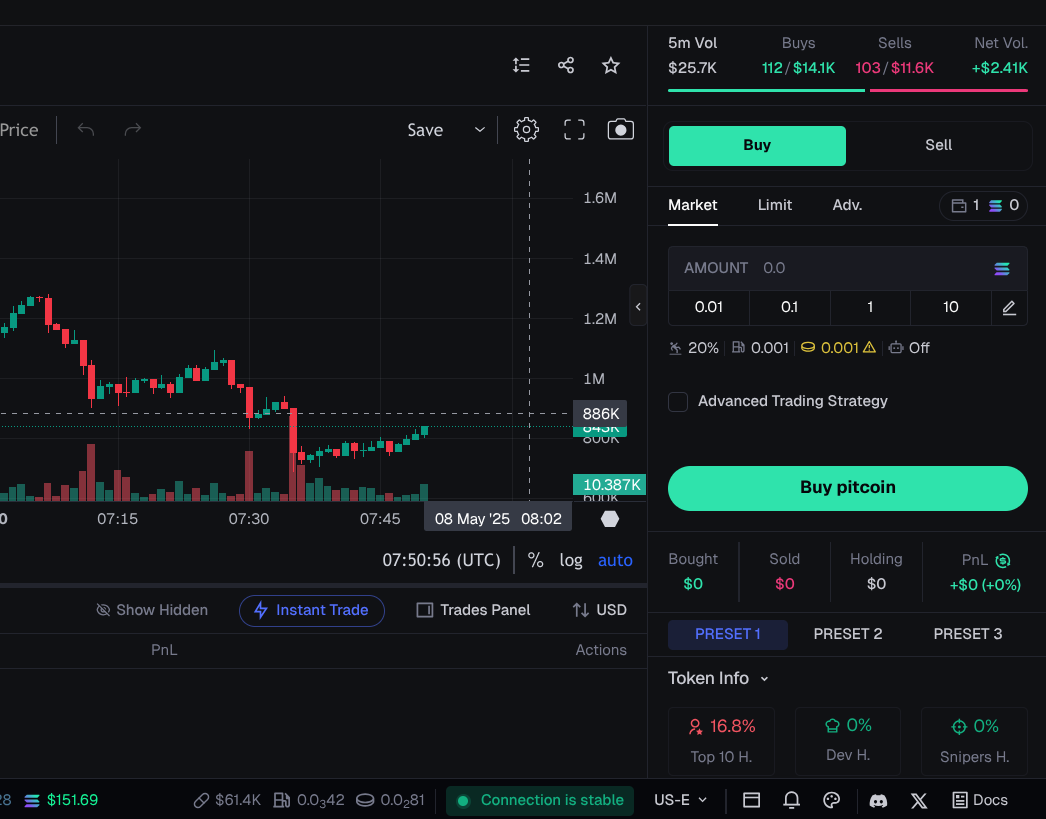 5m Vol Buys Sells Net Vol.
$25.7K 112/$14.1K 103/$11.6K +$2.41K
Price Save
Buy Sell
Market Limit Adv. 1 0
AMOUNT 0.0
0.01 0.1 1 10
20% 0.001 0.001 Off
Advanced Trading Strategy
1.6M
1.4M
1.2M
1M
886K
843K
800K
10.387K
600K
0 07:15 07:30 07:45 08 May '25 08:02
07:50:56 (UTC) % log auto
Buy pitcoin
Bought Sold Holding PnL
$0 $0 $0 +$0 (+0%)
Show Hidden Instant Trade Trades Panel USD
PRESET 1 PRESET 2 PRESET 3
PnL Actions
Token Info
16.8% 0% 0%
Top 10 H. Dev H. Snipers H.
28 $151.69 $61.4K 0.0₃42 0.0₂81 Connection is stable US-E Docs